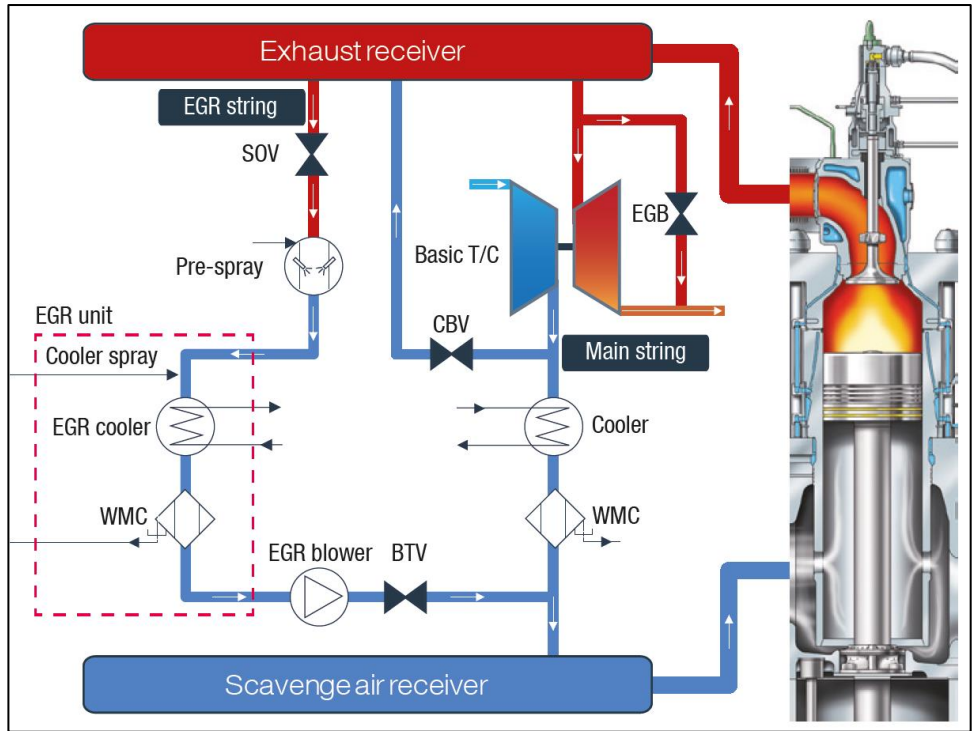 Exhaust receiver
EGR string
SOV
EGB
Pre-spray
Basic T/C
EGR unit
CBV
Main string
Cooler spray
EGR cooler
Cooler
WMC
WMC
EGR blower
BTV
Scavenge air receiver